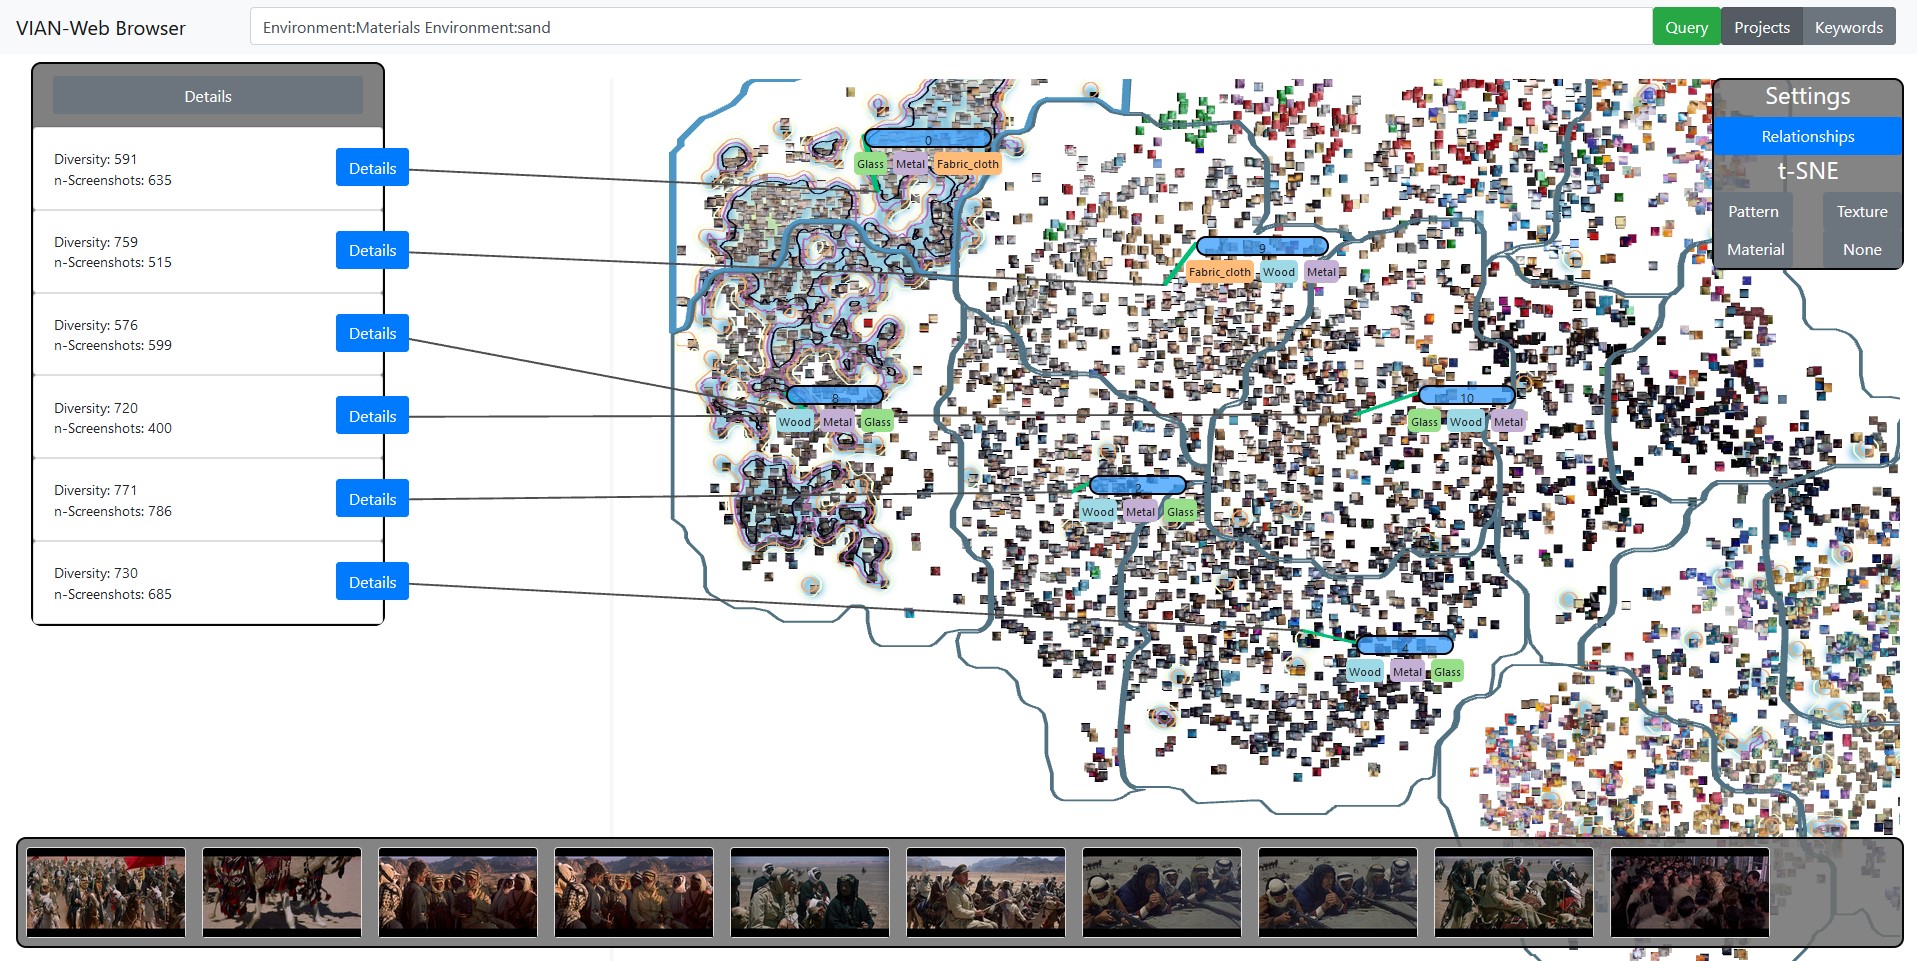 VIAN-Web Browser
Environment:Materials Environment:sand
Query
Projects
Keywords
Details
Diversity: 591
n-Screenshots: 635
Details
Diversity: 759
n-Screenshots: 515
Details
Diversity: 576
n-Screenshots: 599
Details
Diversity: 720
n-Screenshots: 400
Details
Diversity: 771
n-Screenshots: 786
Details
Diversity: 730
n-Screenshots: 685
Details
0
Glass Metal Fabric_cloth
9
Fabric_cloth Wood Metal
8
Wood Metal Glass
10
Glass Wood Metal
2
Wood Metal Glass
4
Wood Metal Glass
Settings
Relationships
t-SNE
Pattern Texture
Material None